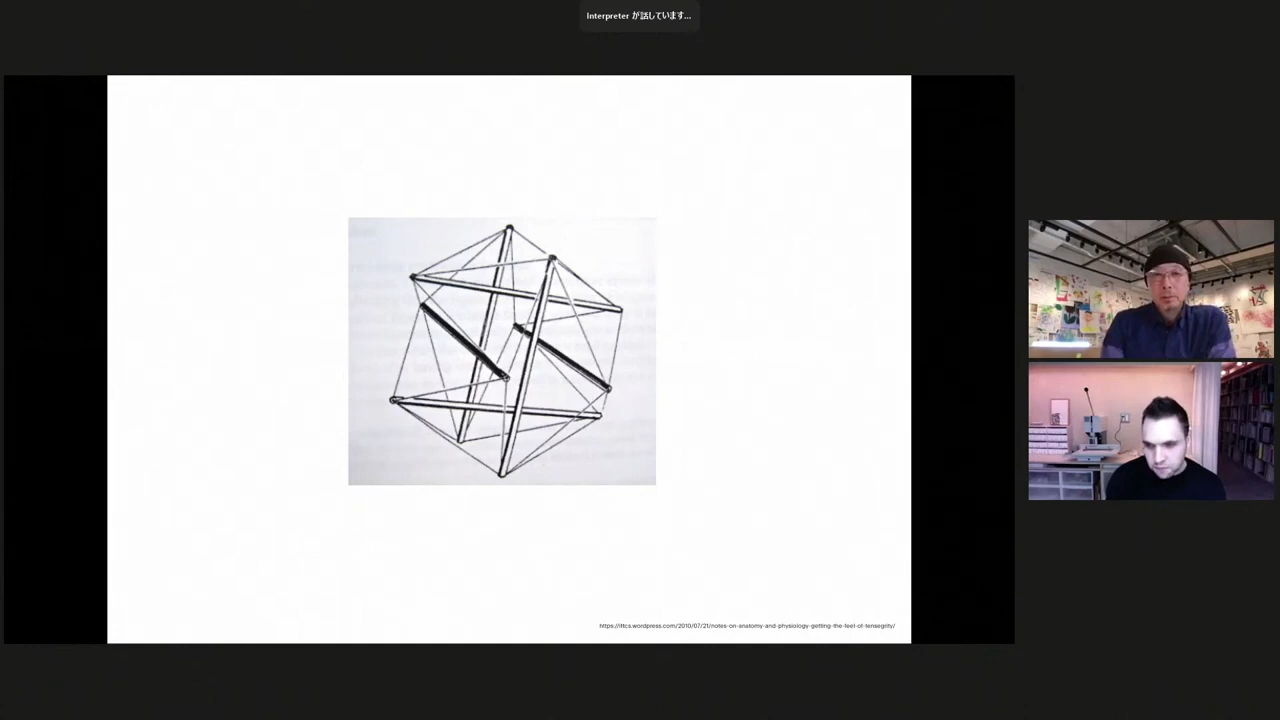 Interpreter が話しています...
https://iftcs.wordpress.com/2010/07/21/notes-on-anatomy-and-physiology-getting-the-feel-of-tensegrity/